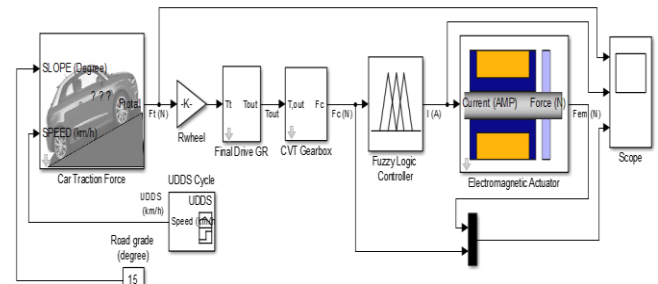 SLOPE (Degree)
? ? ?
Ftotal
SPEED (km/h)
Car Traction Force
Ft (N)
-K-
Rwheel
Tt
Tout
Final Drive GR
Tout
T,out
Fc
CVT Gearbox
Fc(N)
Fuzzy Logic
Controller
I (A)
Current (AMP)
Force (N)
Electromagnetic Actuator
Fem (N)
Scope
UDDS Cycle
UDDS
(km/h)
UDDS
Speed (km/h)
Road grade
(degree)
15